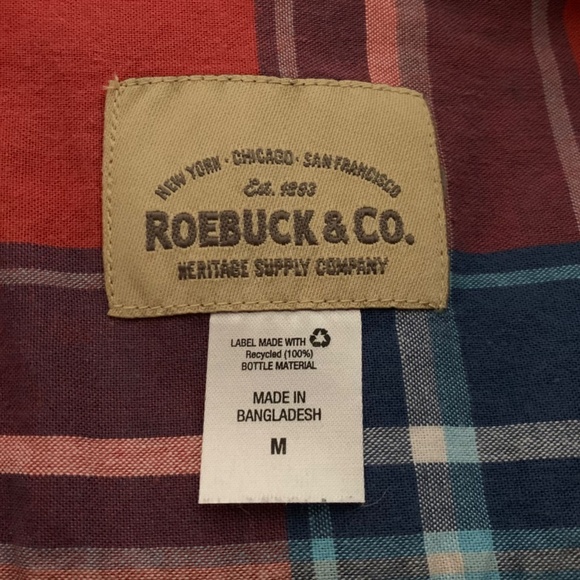 NEW YORK · CHICAGO · SAN FRANCISCO
Est. 1893
ROEBUCK & CO.
HERITAGE SUPPLY COMPANY
LABEL MADE WITH
Recycled (100%)
BOTTLE MATERIAL
MADE IN
BANGLADESH
M